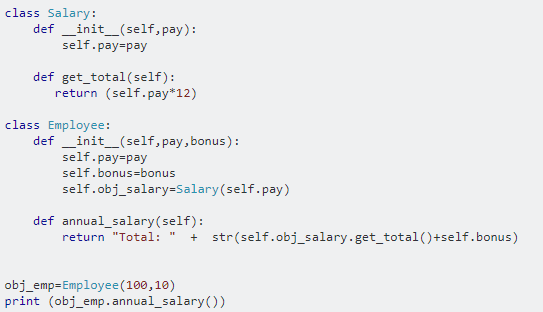 class Salary:
    def __init__(self,pay):
        self.pay=pay

    def get_total(self):
       return (self.pay*12)

class Employee:
    def __init__(self,pay,bonus):
        self.pay=pay
        self.bonus=bonus
        self.obj_salary=Salary(self.pay)

    def annual_salary(self):
        return "Total: "  +  str(self.obj_salary.get_total()+self.bonus)


obj_emp=Employee(100,10)
print (obj_emp.annual_salary())